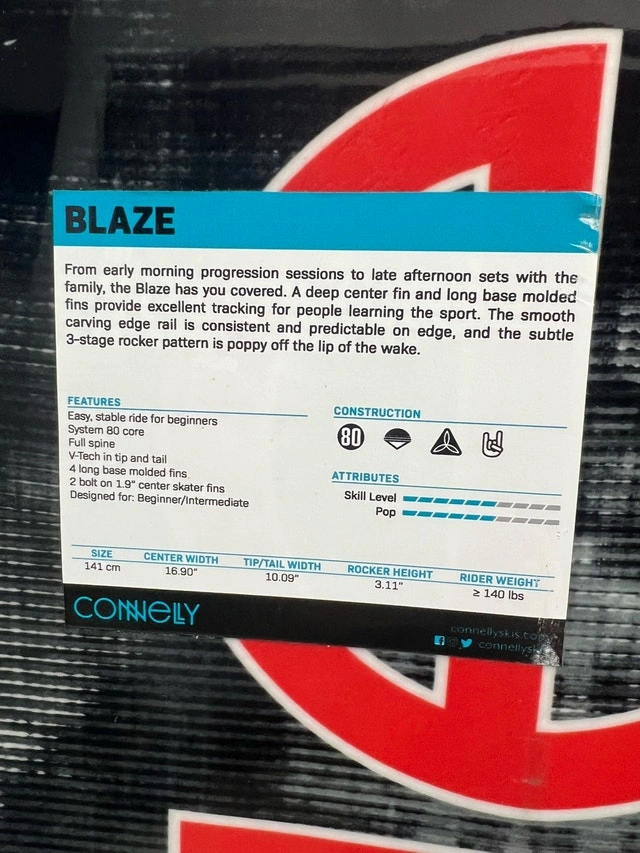 BLAZE
From early morning progression sessions to late afternoon sets with the
family, the Blaze has you covered. A deep center fin and long base molded
fins provide excellent tracking for people learning the sport. The smooth
carving edge rail is consistent and predictable on edge, and the subtle
3-stage rocker pattern is poppy off the lip of the wake.
FEATURES
Easy, stable ride for beginners
System 80 core
Full spine
V-Tech in tip and tail
4 long base molded fins
2 bolt on 1.9" center skater fins
Designed for: Beginner/Intermediate
CONSTRUCTION
80
ATTRIBUTES
Skill Level
Pop
SIZE CENTER WIDTH TIP/TAIL WIDTH ROCKER HEIGHT RIDER WEIGHT
141 cm 16.90" 10.09" 3.11" ≥ 140 lbs
CONNELLY